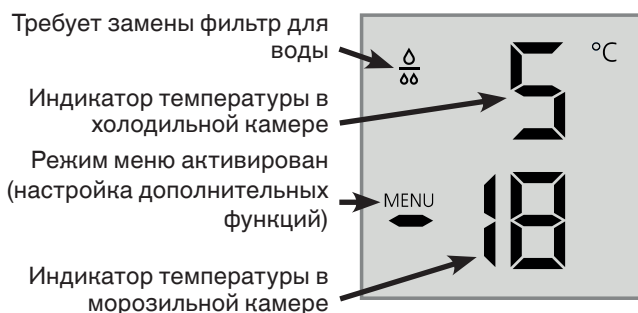 Требует замены фильтр для
воды
Индикатор температуры в
холодильной камере
Режим меню активирован
(настройка дополнительных
функций)
Индикатор температуры в
морозильной камере
5 °C
MENU
-18